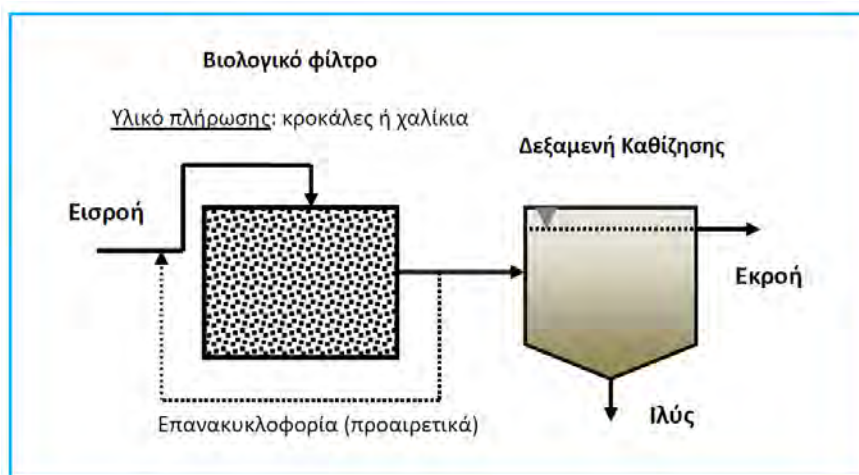 Βιολογικό φίλτρο
Υλικό πλήρωσης: κροκάλες ή χαλίκια
Δεξαμενή Καθίζησης
Εισροή
Εκροή
Επανακυκλοφορία (προαιρετικά)
Ιλύς